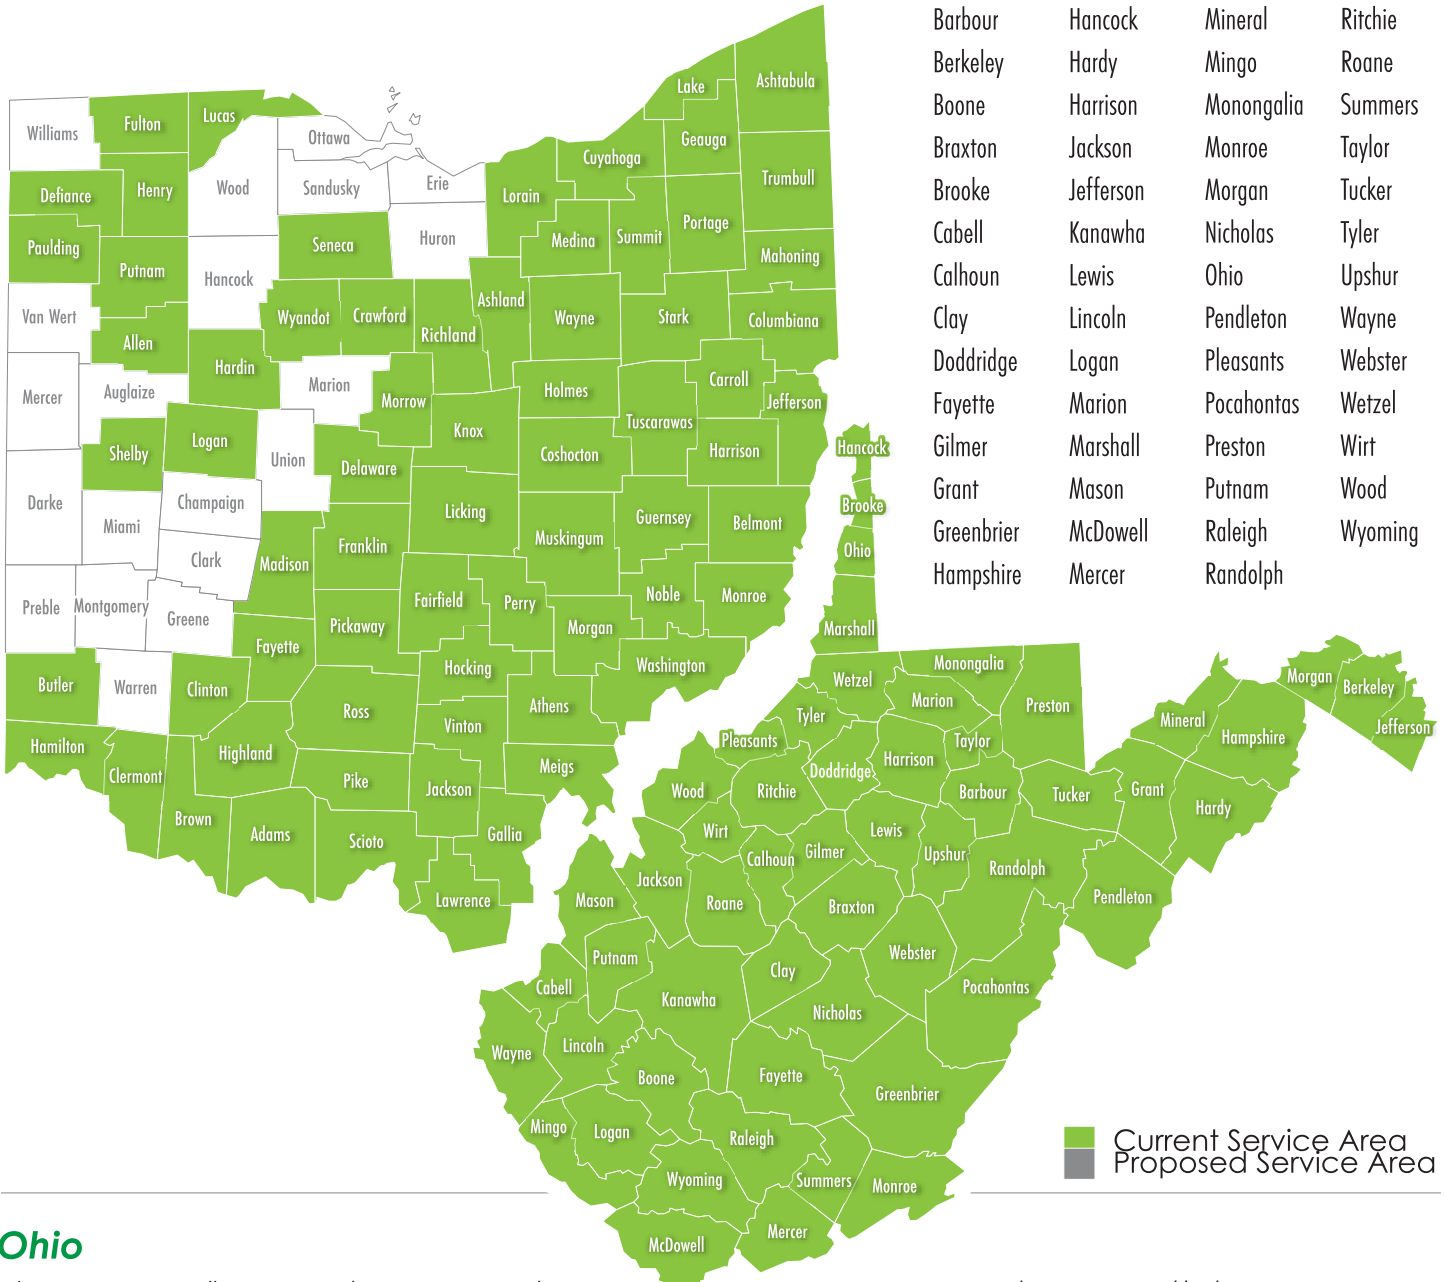 Barbour Hancock Mineral Ritchie
Berkeley Hardy Mingo Roane
Boone Harrison Monongalia Summers
Braxton Jackson Monroe Taylor
Brooke Jefferson Morgan Tucker
Cabell Kanawha Nicholas Tyler
Calhoun Lewis Ohio Upshur
Clay Lincoln Pendleton Wayne
Doddridge Logan Pleasants Webster
Fayette Marion Pocahontas Wetzel
Gilmer Marshall Preston Wirt
Grant Mason Putnam Wood
Greenbrier McDowell Raleigh Wyoming
Hampshire Mercer Randolph
Williams
Fulton
Lucas
Ottawa
Lake
Ashtabula
Geauga
Cuyahoga
Defiance
Henry
Wood
Sandusky
Erie
Lorain
Trumbull
Paulding
Putnam
Hancock
Seneca
Huron
Medina
Summit
Portage
Mahoning
Van Wert
Allen
Wyandot
Crawford
Richland
Ashland
Wayne
Stark
Columbiana
Mercer
Auglaize
Hardin
Marion
Morrow
Holmes
Tuscarawas
Carroll
Jefferson
Shelby
Logan
Union
Delaware
Knox
Coshocton
Harrison
Darke
Miami
Champaign
Clark
Madison
Franklin
Licking
Muskingum
Guernsey
Belmont
Preble
Montgomery
Greene
Fayette
Pickaway
Fairfield
Perry
Morgan
Noble
Monroe
Butler
Warren
Clinton
Ross
Hocking
Vinton
Athens
Washington
Hamilton
Clermont
Highland
Pike
Jackson
Meigs
Brown
Adams
Scioto
Gallia
Lawrence
Hancock
Brooke
Ohio
Marshall
Wetzel
Monongalia
Marion
Preston
Tyler
Pleasants
Doddridge
Harrison
Taylor
Morgan
Berkeley
Jefferson
Mineral
Hampshire
Wood
Ritchie
Barbour
Tucker
Grant
Hardy
Wirt
Calhoun
Gilmer
Lewis
Upshur
Randolph
Pendleton
Mason
Jackson
Roane
Braxton
Webster
Pocahontas
Putnam
Cabell
Kanawha
Clay
Nicholas
Wayne
Lincoln
Boone
Fayette
Greenbrier
Mingo
Logan
Raleigh
Wyoming
Summers
Monroe
McDowell
Mercer
Current Service Area
Proposed Service Area
Ohio